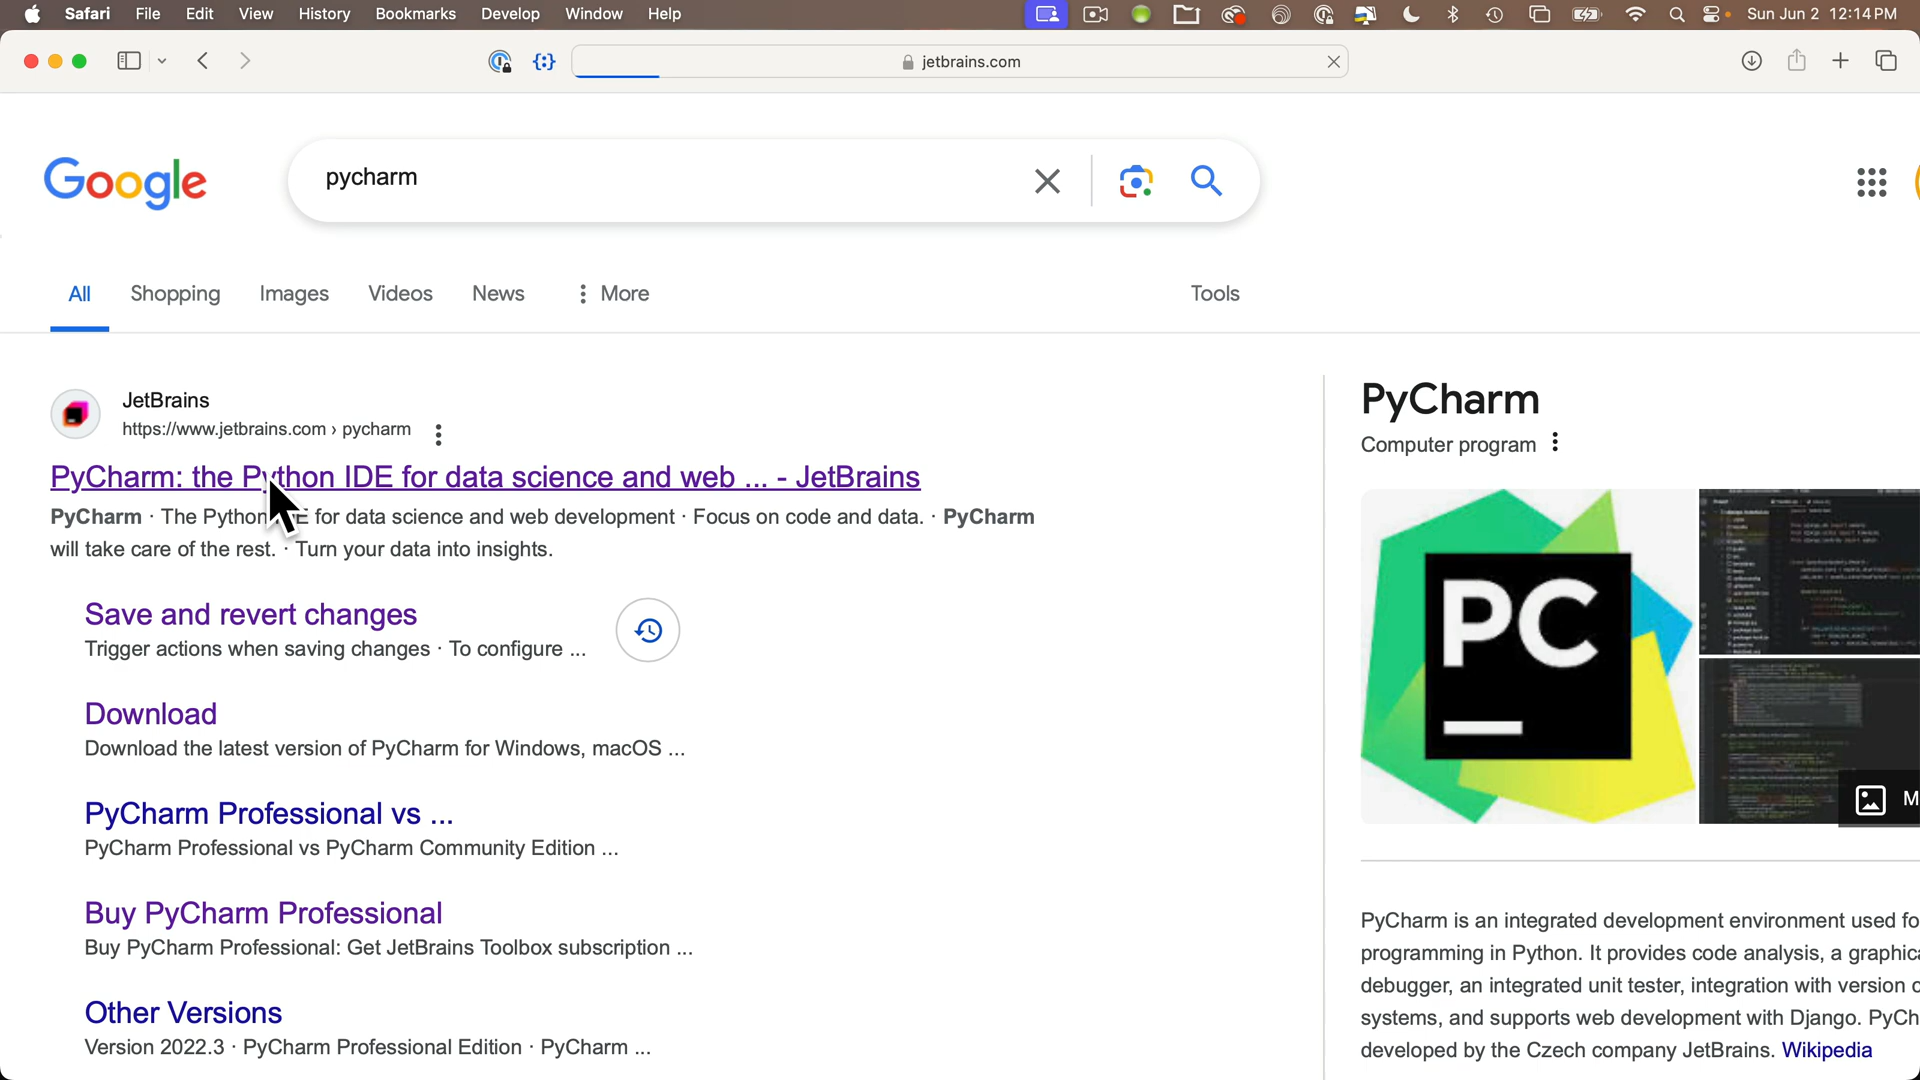 Safari File Edit View History Bookmarks Develop Window Help Sun Jun 2 12:14 PM
jetbrains.com
Google
pycharm
All Shopping Images Videos News More Tools
JetBrains
https://www.jetbrains.com › pycharm
PyCharm: the Python IDE for data science and web ... - JetBrains
PyCharm · The Python IDE for data science and web development · Focus on code and data. · PyCharm
will take care of the rest. · Turn your data into insights.
Save and revert changes
Trigger actions when saving changes · To configure ...
Download
Download the latest version of PyCharm for Windows, macOS ...
PyCharm Professional vs ...
PyCharm Professional vs PyCharm Community Edition ...
Buy PyCharm Professional
Buy PyCharm Professional: Get JetBrains Toolbox subscription ...
Other Versions
Version 2022.3 · PyCharm Professional Edition · PyCharm ...
PyCharm
Computer program
PC
M
PyCharm is an integrated development environment used fo
programming in Python. It provides code analysis, a graphic
debugger, an integrated unit tester, integration with version
systems, and supports web development with Django. PyCh
developed by the Czech company JetBrains. Wikipedia